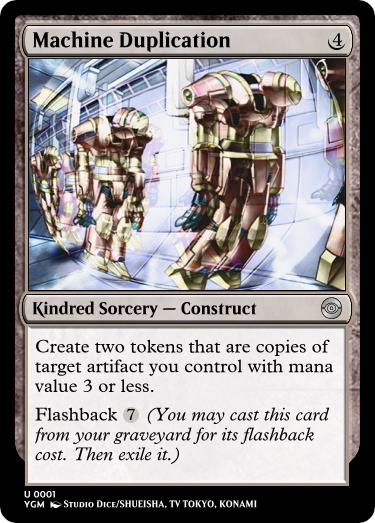 Machine Duplication 4
Kindred Sorcery — Construct
Create two tokens that are copies of
target artifact you control with mana
value 3 or less.
Flashback 7 (You may cast this card
from your graveyard for its flashback
cost. Then exile it.)
U 0001
YGM Studio Dice/SHUEISHA, TV TOKYO, KONAMI